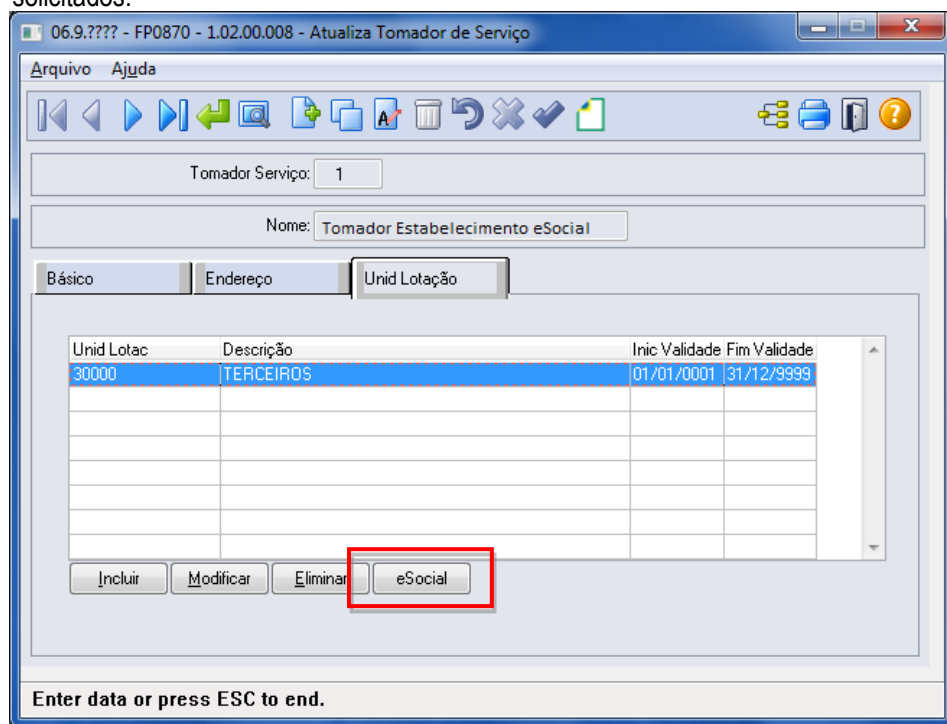 solicitados.
06.9.???? - FP0870 - 1.02.00.008 - Atualiza Tomador de Serviço
Arquivo Ajuda
Tomador Serviço: 1
Nome: Tomador Estabelecimento eSocial
Básico Endereço Unid Lotação
Unid Lotac Descrição Inic Validade Fim Validade
30000 TERCEIROS 01/01/0001 31/12/9999
Incluir Modificar Eliminar eSocial
Enter data or press ESC to end.